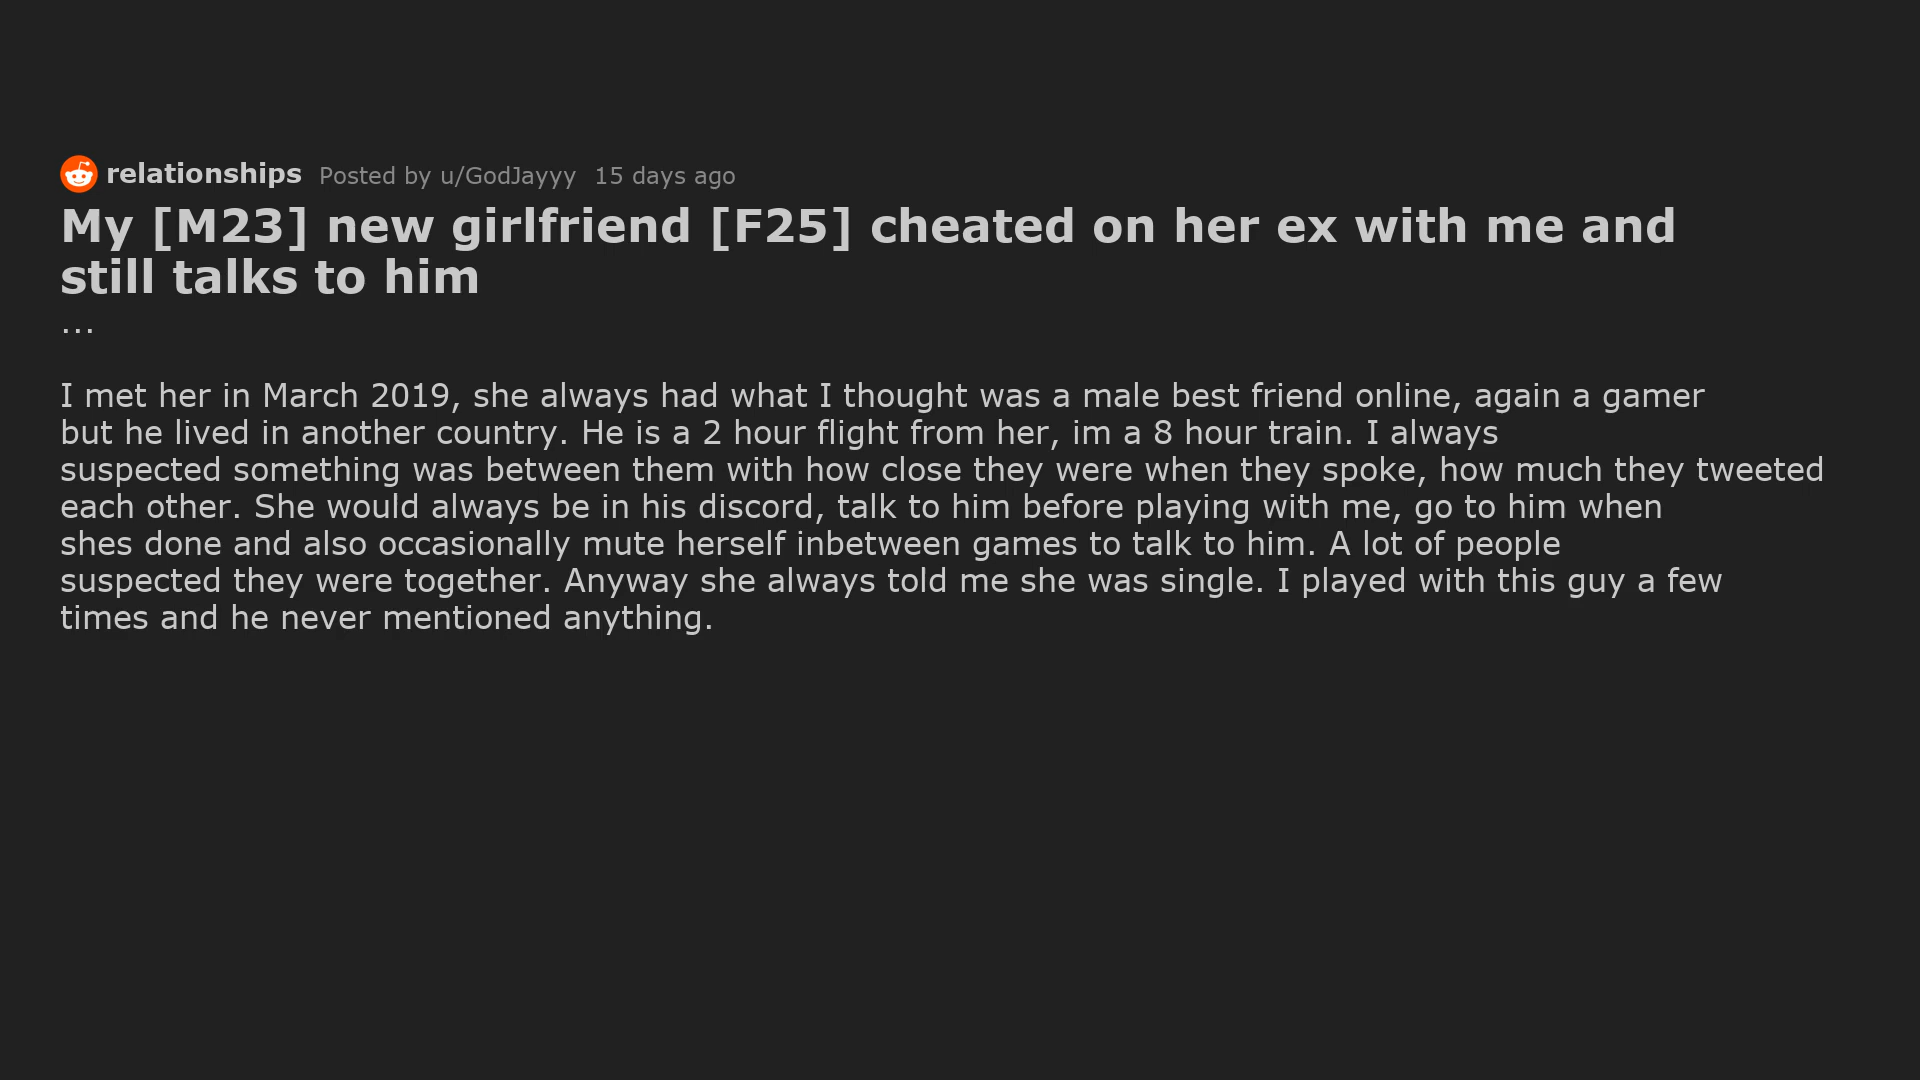 relationships Posted by u/GodJayyy 15 days ago
My [M23] new girlfriend [F25] cheated on her ex with me and
still talks to him
...
I met her in March 2019, she always had what I thought was a male best friend online, again a gamer
but he lived in another country. He is a 2 hour flight from her, im a 8 hour train. I always
suspected something was between them with how close they were when they spoke, how much they tweeted
each other. She would always be in his discord, talk to him before playing with me, go to him when
shes done and also occasionally mute herself inbetween games to talk to him. A lot of people
suspected they were together. Anyway she always told me she was single. I played with this guy a few
times and he never mentioned anything.